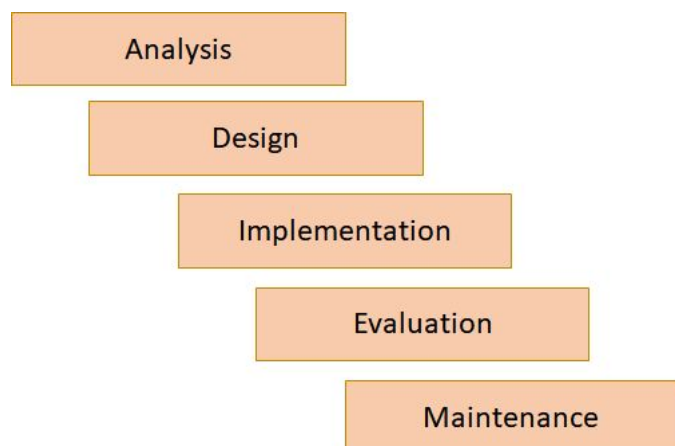 Analysis
Design
Implementation
Evaluation
Maintenance